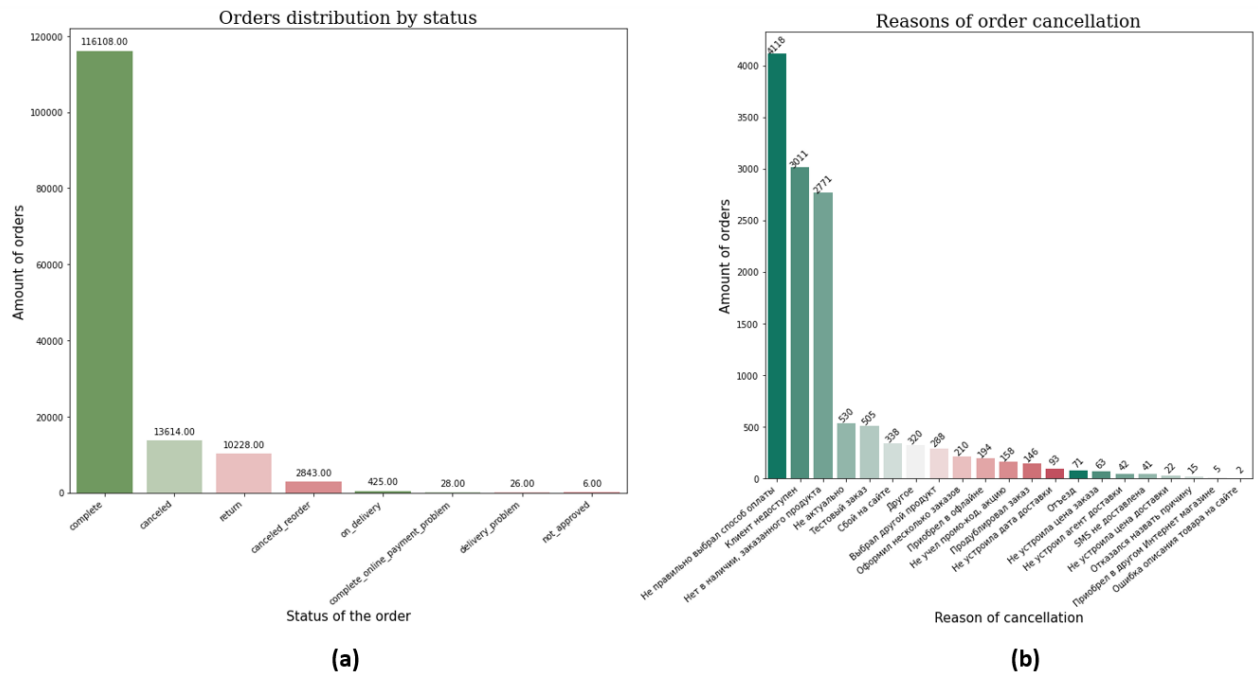 Orders distribution by status
Amount of orders
120000
100000
80000
60000
40000
20000
0
116108.00
13614.00
10228.00
2843.00
425.00
28.00
26.00
6.00
complete
canceled
return
canceled_reorder
on_delivery
complete_online_payment_problem
delivery_problem
not_approved
Status of the order
(a)
Reasons of order cancellation
Amount of orders
4000
3500
3000
2500
2000
1500
1000
500
0
4118
3011
2771
530
505
338
320
288
210
194
158
146
93
71
63
42
41
22
15
5
2
Не правильно выбрал способ оплаты
Клиент недоступен
Нет в наличии, заказанного продукта
Не актуально
Тестовый заказ
Сбой на сайте
Другое
Выбрал другой продукт
Оформил несколько заказов
Приобрел в офлайне
Не учел промо-код, акцию
Продублировал заказ
Не устроила дата доставки
Отъезд
Не устроила цена заказа
Не устроил агент доставки
SMS не доставлена
Не устроила цена доставки
Отказался назвать причину
Приобрел в другом Интернет магазине
Ошибка описания товара на сайте
Reason of cancellation
(b)